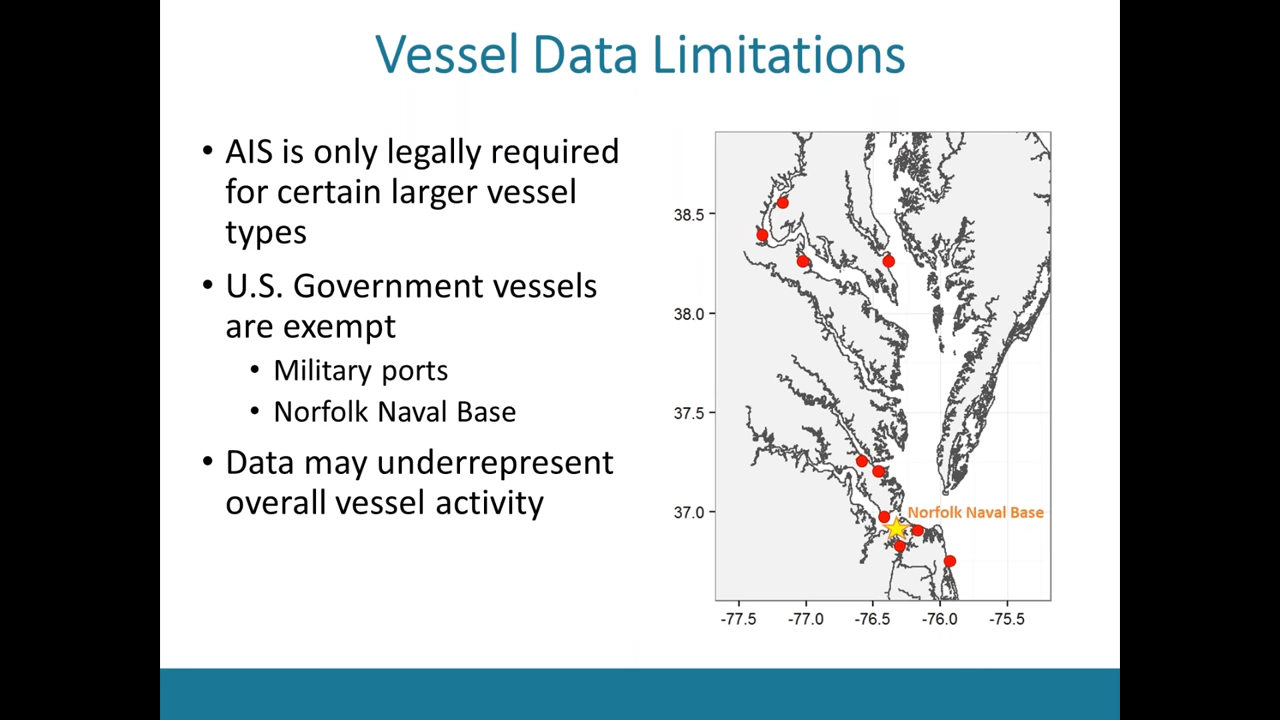 Vessel Data Limitations
• AIS is only legally required
for certain larger vessel
types
• U.S. Government vessels
are exempt
• Military ports
• Norfolk Naval Base
• Data may underrepresent
overall vessel activity
38.5
38.0
37.5
37.0
Norfolk Naval Base
-77.5 -77.0 -76.5 -76.0 -75.5